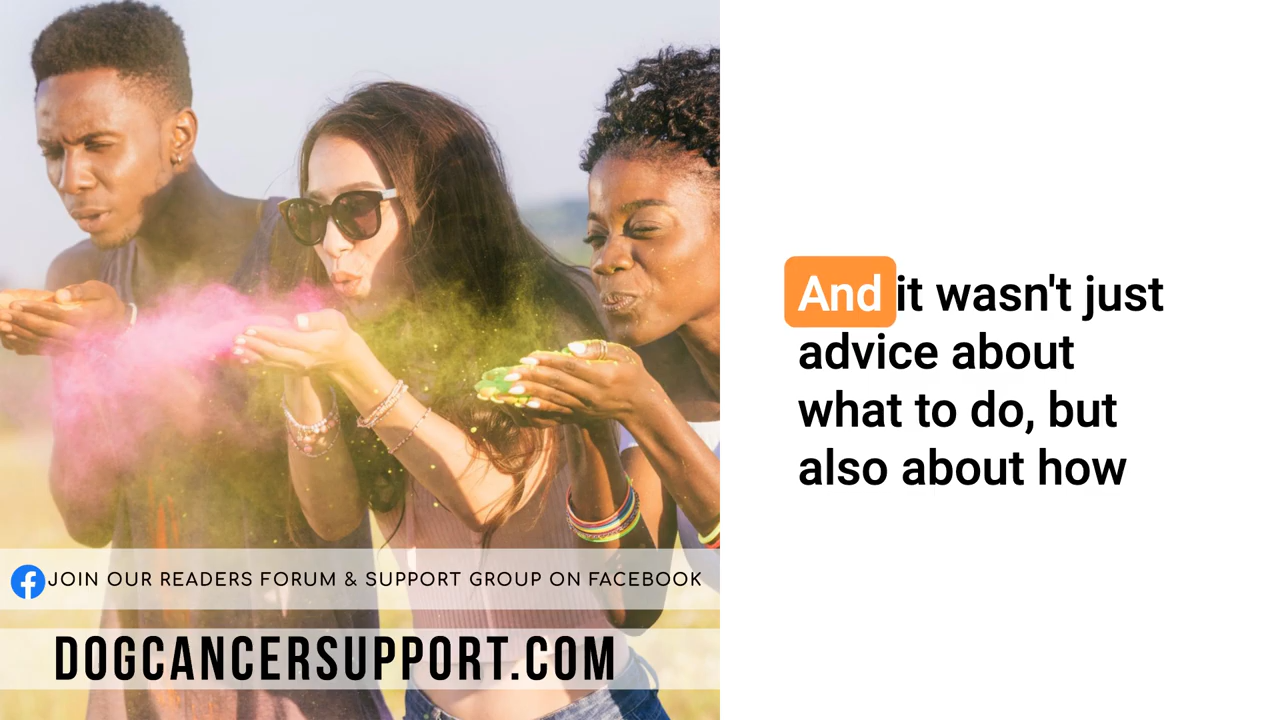 JOIN OUR READERS FORUM & SUPPORT GROUP ON FACEBOOK
DOGCANCERSUPPORT.COM
And it wasn't just
advice about
what to do, but
also about how